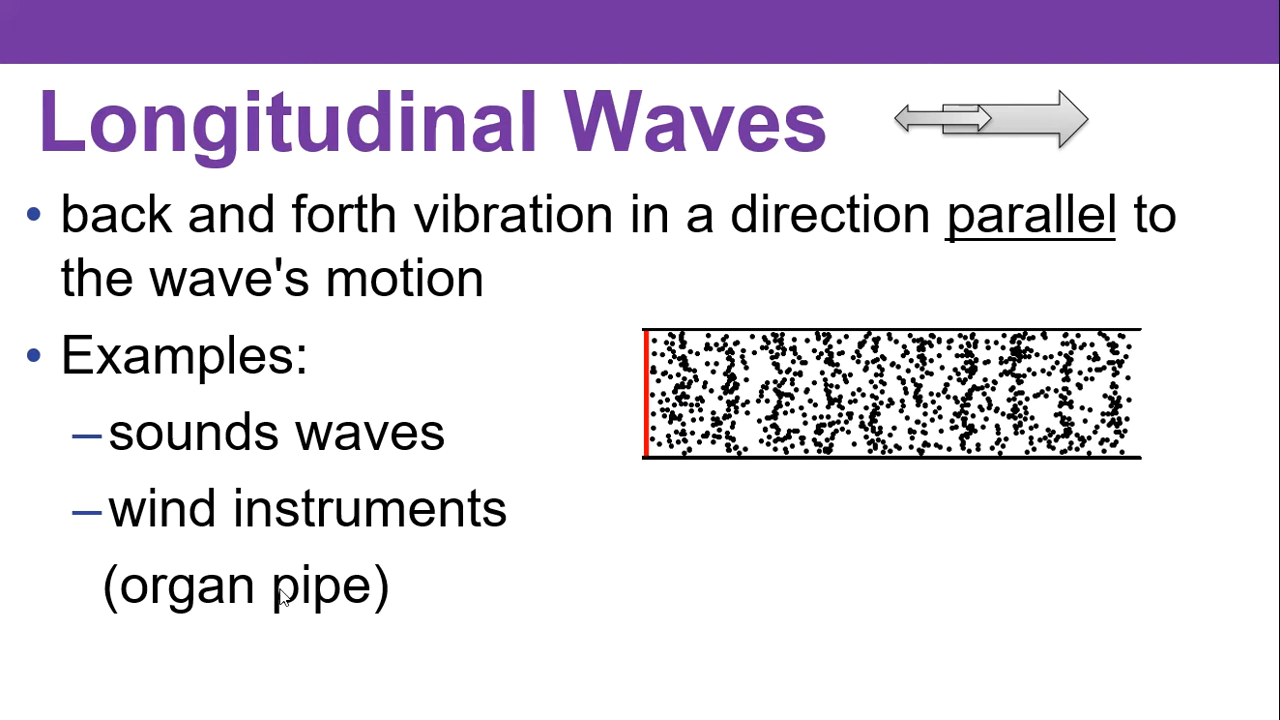 Longitudinal Waves
• back and forth vibration in a direction parallel to
the wave's motion
• Examples:
–sounds waves
–wind instruments
(organ pipe)